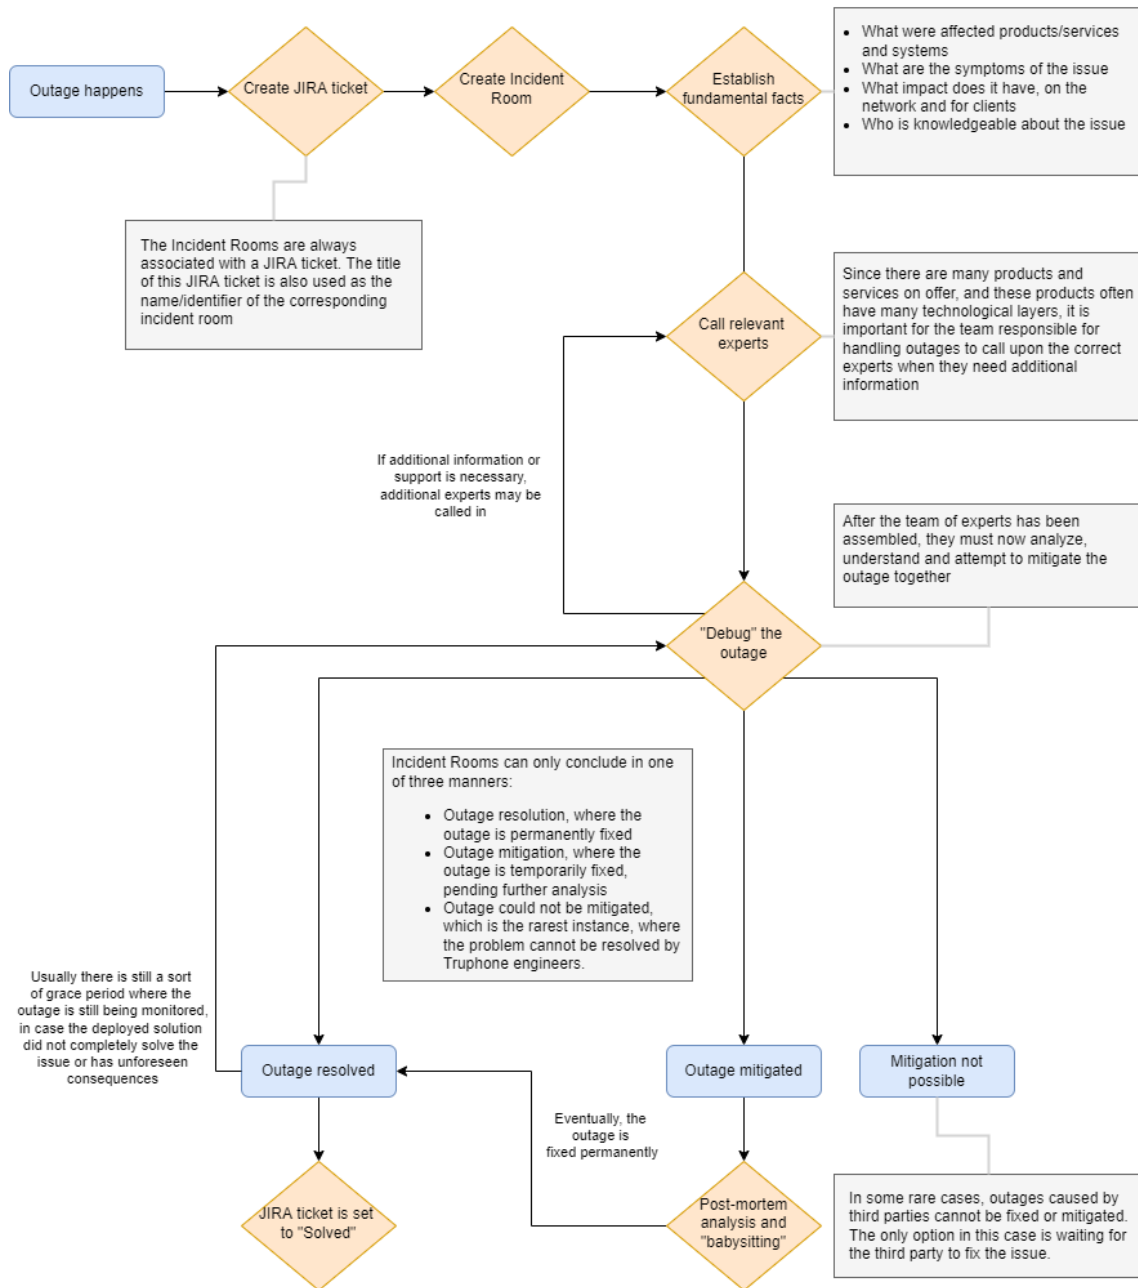 Outage happens
Create JIRA ticket
Create Incident
Room
Establish
fundamental facts
• What were affected products/services
and systems
• What are the symptoms of the issue
• What impact does it have, on the
network and for clients
• Who is knowledgeable about the issue
The Incident Rooms are always
associated with a JIRA ticket. The title
of this JIRA ticket is also used as the
name/identifier of the corresponding
incident room
Call relevant
experts
Since there are many products and
services on offer, and these products often
have many technological layers, it is
important for the team responsible for
handling outages to call upon the correct
experts when they need additional
information
If additional information or
support is necessary,
additional experts may be
called in
After the team of experts has been
assembled, they must now analyze,
understand and attempt to mitigate the
outage together
"Debug" the
outage
Incident Rooms can only conclude in one
of three manners:
• Outage resolution, where the
outage is permanently fixed
• Outage mitigation, where the
outage is temporarily fixed,
pending further analysis
• Outage could not be mitigated,
which is the rarest instance, where
the problem cannot be resolved by
Truphone engineers.
Usually there is still a sort
of grace period where the
outage is still being monitored,
in case the deployed solution
did not completely solve the
issue or has unforeseen
consequences
Outage resolved
Outage mitigated
Mitigation not
possible
Eventually, the
outage is
fixed permanently
JIRA ticket is set
to "Solved"
Post-mortem
analysis and
"babysitting"
In some rare cases, outages caused by
third parties cannot be fixed or mitigated.
The only option in this case is waiting for
the third party to fix the issue.